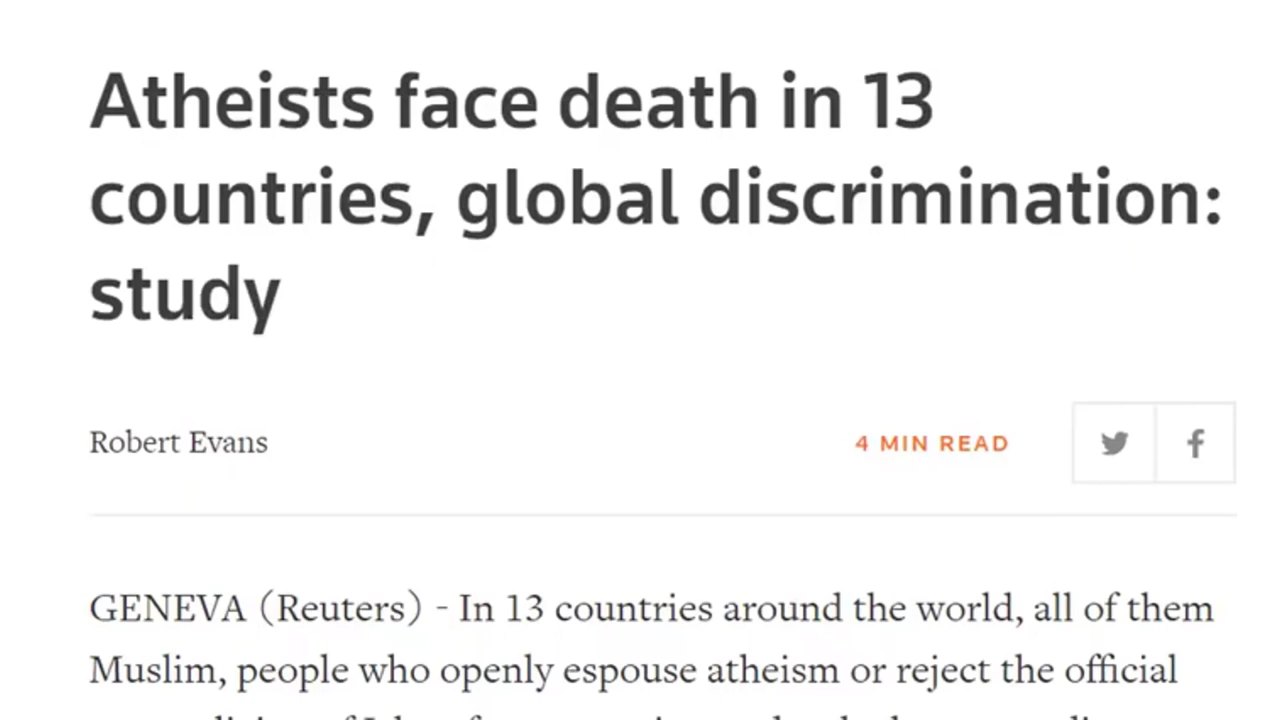 Atheists face death in 13
countries, global discrimination:
study
Robert Evans
4 MIN READ
GENEVA (Reuters) - In 13 countries around the world, all of them
Muslim, people who openly espouse atheism or reject the official